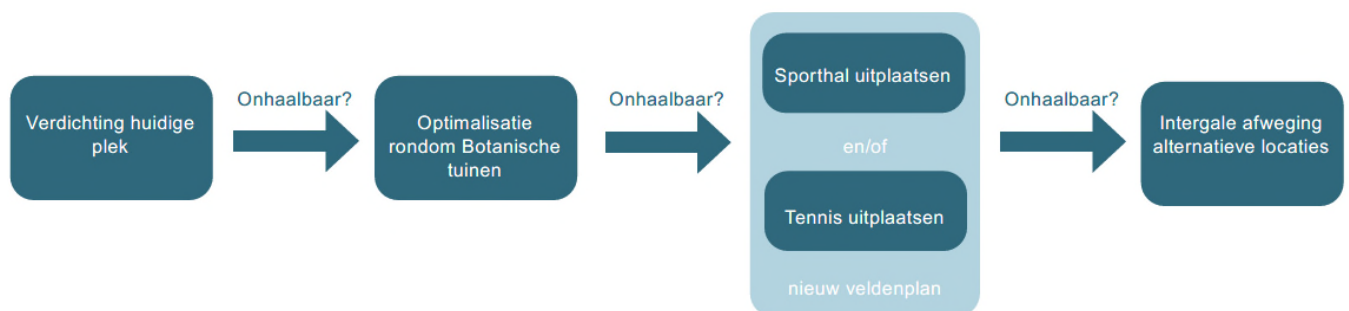 Verdichting huidige
plek
Onhaalbaar?
Optimalisatie
rondom Botanische
tuinen
Onhaalbaar?
Sporthal uitplaatsen
en/of
Tennis uitplaatsen
nieuw veldenplan
Onhaalbaar?
Intergale afweging
alternatieve locaties